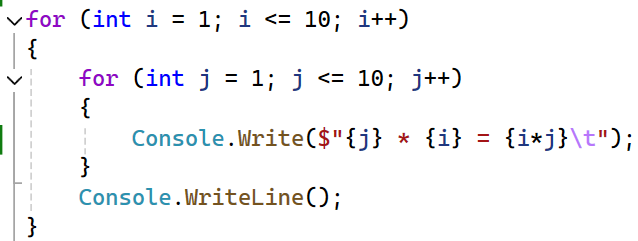 for (int i = 1; i <= 10; i++)
{
    for (int j = 1; j <= 10; j++)
    {
        Console.Write($"{j} * {i} = {i*j}\t");
    }
    Console.WriteLine();
}